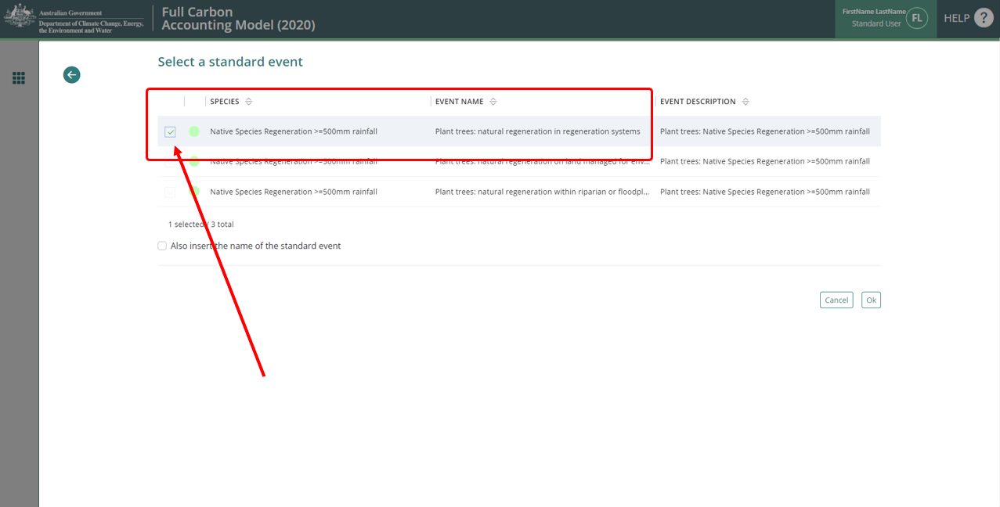 Australian Government
Department of Climate Change, Energy,
the Environment and Water
Full Carbon
Accounting Model (2020)
FirstName LastName
Standard User
FL
HELP ?
Select a standard event
SPECIES EVENT NAME EVENT DESCRIPTION
Native Species Regeneration >=500mm rainfall Plant trees: natural regeneration in regeneration systems Plant trees: Native Species Regeneration >=500mm rainfall
Native Species Regeneration >=500mm rainfall Plant trees: natural regeneration on land managed for env... Plant trees: Native Species Regeneration >=500mm rainfall
Native Species Regeneration >=500mm rainfall Plant trees: natural regeneration within riparian or floodpl... Plant trees: Native Species Regeneration >=500mm rainfall
1 selected / 3 total
Also insert the name of the standard event
Cancel Ok